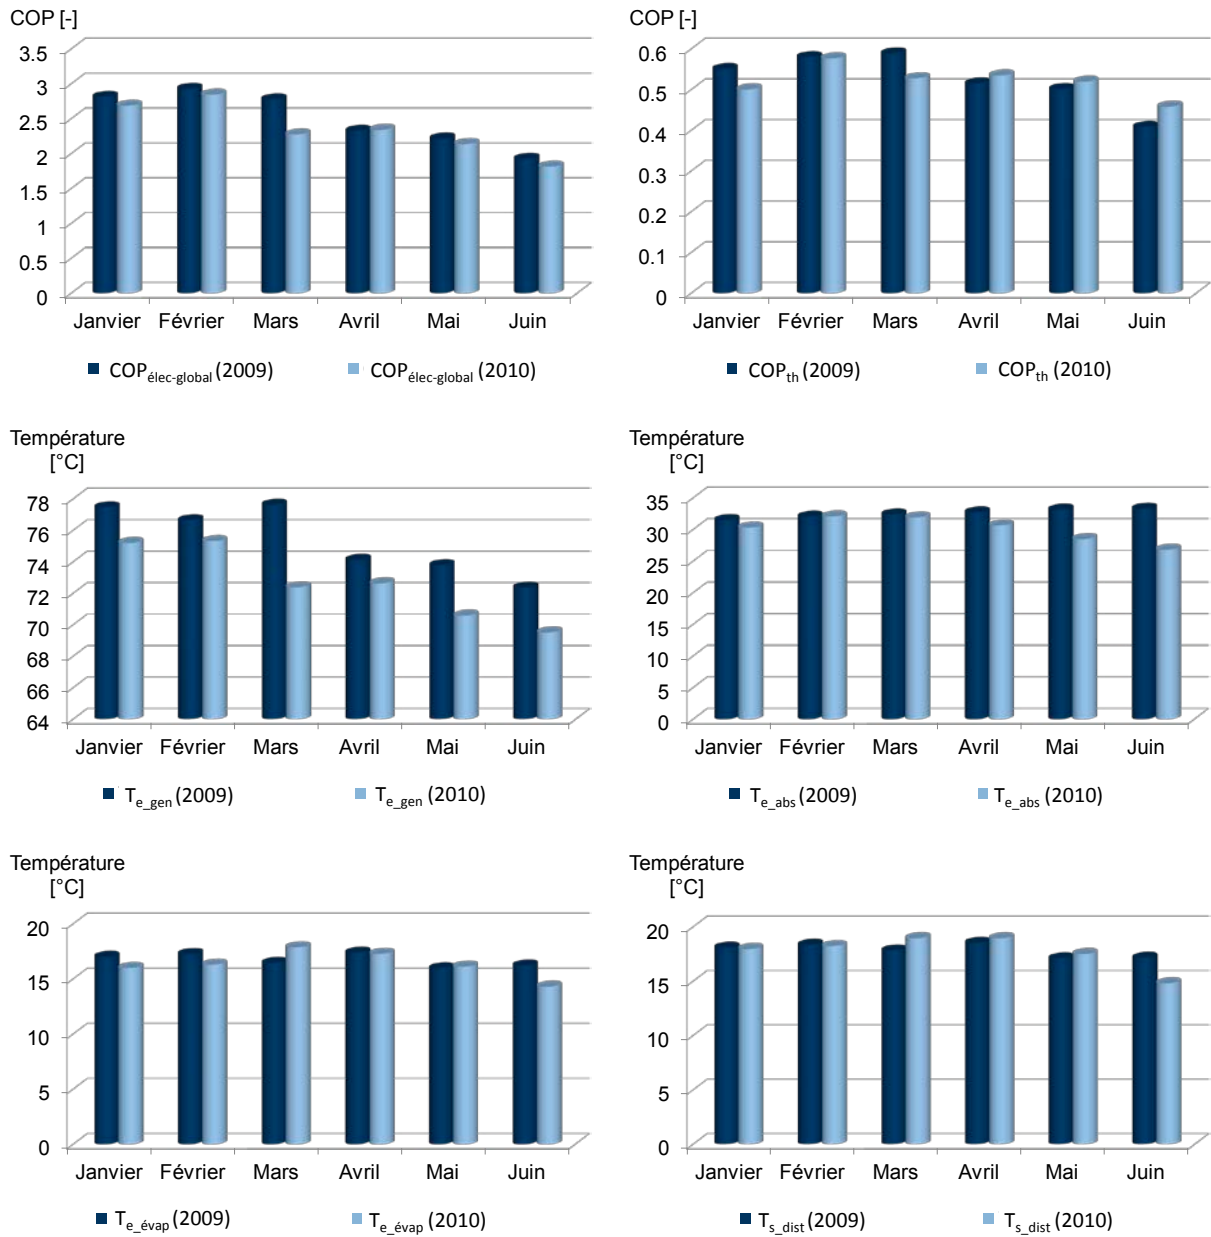 COP [-]
3.5
3
2.5
2
1.5
1
0.5
0
Janvier Février Mars Avril Mai Juin
COPélec-global (2009) COPélec-global (2010)
COP [-]
0.6
0.5
0.4
0.3
0.2
0.1
0
Janvier Février Mars Avril Mai Juin
COPth (2009) COPth (2010)
Température
[°C]
78
76
74
72
70
68
66
64
Janvier Février Mars Avril Mai Juin
Te_gen (2009) Te_gen (2010)
Température
[°C]
35
30
25
20
15
10
5
0
Janvier Février Mars Avril Mai Juin
Te_abs (2009) Te_abs (2010)
Température
[°C]
20
15
10
5
0
Janvier Février Mars Avril Mai Juin
Te_évap (2009) Te_évap (2010)
Température
[°C]
20
15
10
5
0
Janvier Février Mars Avril Mai Juin
Ts_dist (2009) Ts_dist (2010)